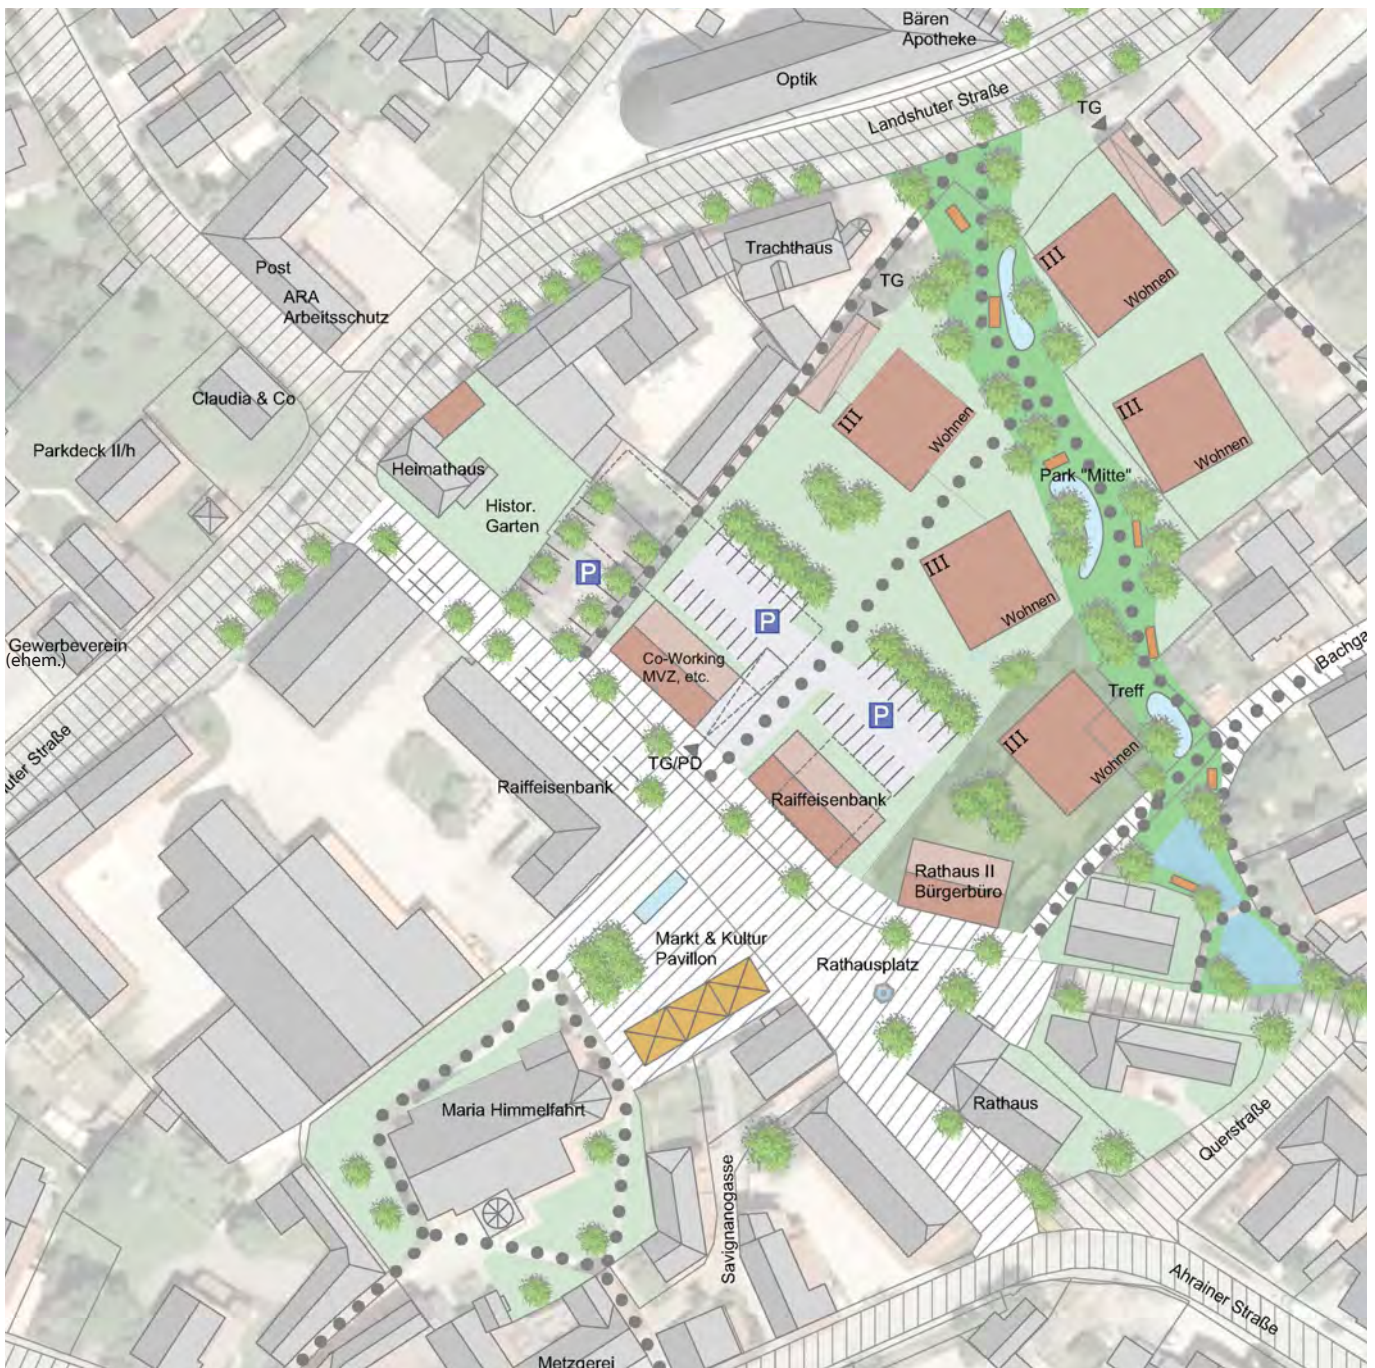 Bären
Apotheke
Optik
Landshuter Straße
TG
Trachthaus
Post
ARA
Arbeitsschutz
TG
III
Wohnen
Claudia & Co
III
Wohnen
III
Wohnen
Parkdeck II/h
Heimathaus
Park "Mitte"
Histor.
Garten
P
III
Wohnen
P
Gewerbeverein
(ehem.)
Co-Working
MVZ, etc.
Treff
P
III
Wohnen
Bachga
uter Straße
TG/PD
Raiffeisenbank
Raiffeisenbank
Rathaus II
Bürgerbüro
Markt & Kultur
Pavillon
Rathausplatz
Maria Himmelfahrt
Rathaus
Querstraße
Savignanogasse
Ahrainer Straße
Metzgerei